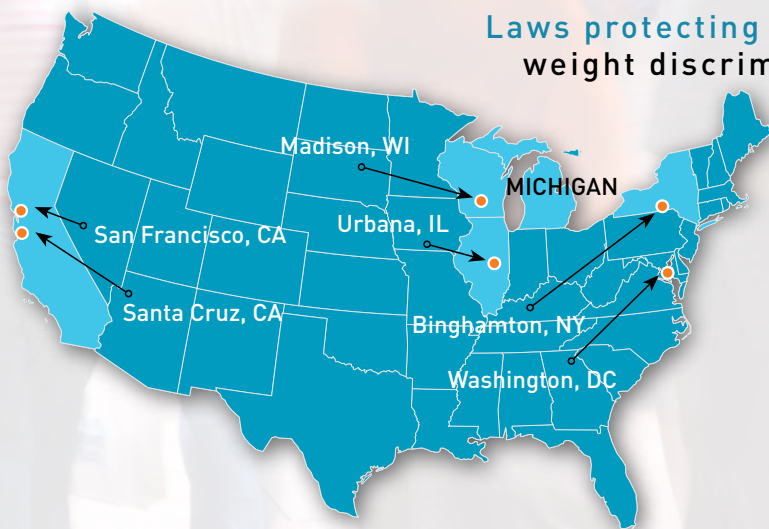 Laws protecting
weight discrim
Madison, WI
MICHIGAN
Urbana, IL
San Francisco, CA
Santa Cruz, CA
Binghamton, NY
Washington, DC